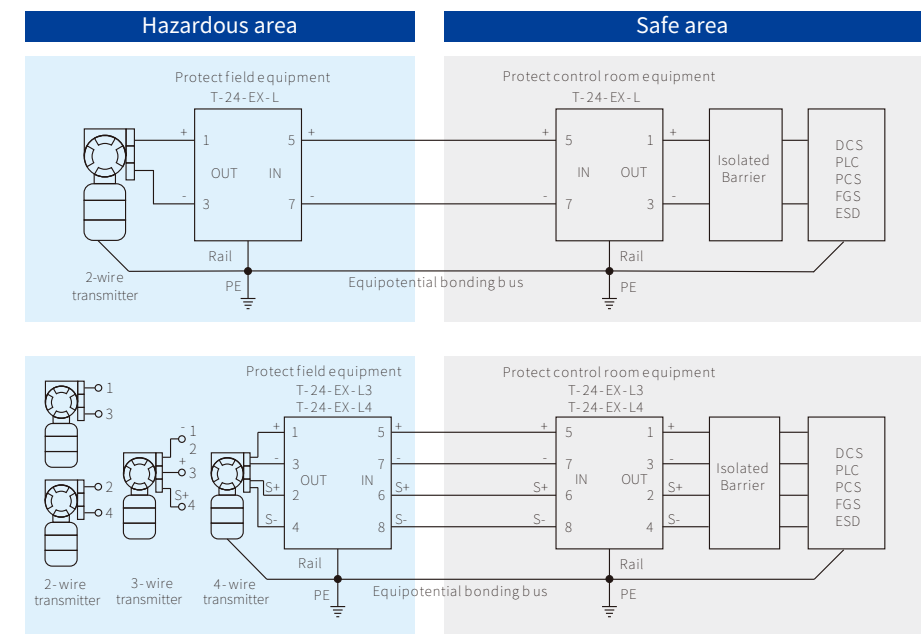 Hazardous area
Safe area
Protect field equipment
T-24-EX-L
Protect control room equipment
T-24-EX-L
+ 1 5 + + 5 1 +
OUT IN IN OUT
Isolated
Barrier
DCS
PLC
PCS
FGS
ESD
- 3 7 - - 7 3 -
Rail Rail
2-wire
transmitter
PE Equipotential bonding bus PE
Protect field equipment
T-24-EX-L3
T-24-EX-L4
Protect control room equipment
T-24-EX-L3
T-24-EX-L4
1
3
2
4
- 1
2
+ 3
S+ 4
+ 1 5 + + 5 1 +
- 3 7 - - 7 3 -
OUT IN IN OUT
S+ 2 6 S+ S+ 6 2 S+
S- 4 8 S- S- 8 4 S-
Isolated
Barrier
DCS
PLC
PCS
FGS
ESD
Rail Rail
2-wire
transmitter
3-wire
transmitter
4-wire
transmitter
PE Equipotential bonding bus PE